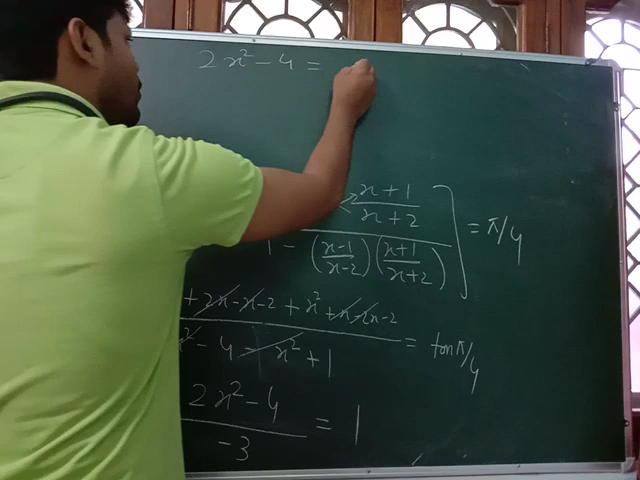 2x² - 4 =
x+1 / x+2
1 - (x-1 / x-2) (x+1 / x+2) ] = π/4
+ 2x - x - 2 + x² + x - 2x - 2
x² - 4 - x² + 1 = tan π/4
2x² - 4 / -3 = 1